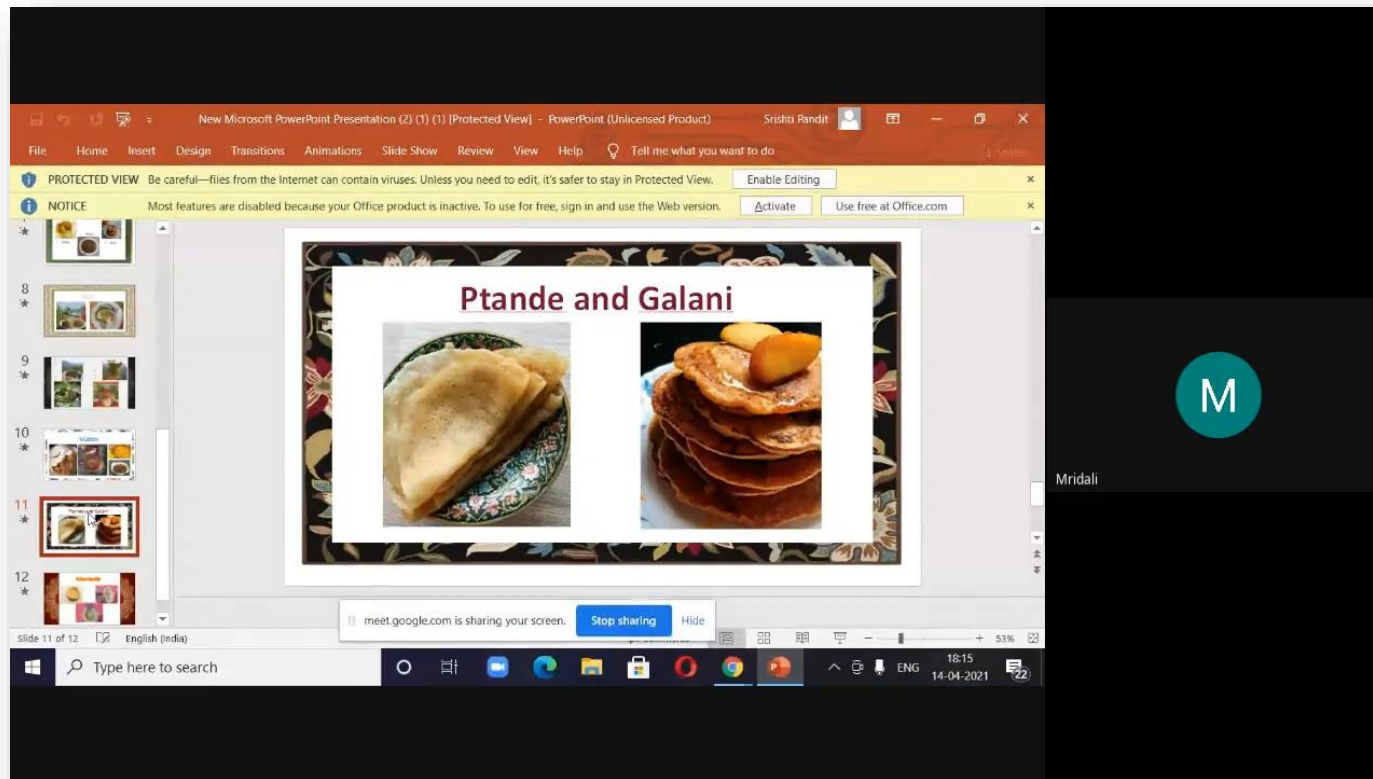 New Microsoft PowerPoint Presentation (2) (1) (1) [Protected View] - PowerPoint (Unlicensed Product) Srishti Pandit
File Home Insert Design Transitions Animations Slide Show Review View Help Tell me what you want to do
PROTECTED VIEW Be careful—files from the Internet can contain viruses. Unless you need to edit, it's safer to stay in Protected View. Enable Editing
NOTICE Most features are disabled because your Office product is inactive. To use for free, sign in and use the Web version. Activate Use free at Office.com
8
9
10
11
12
Ptande and Galani
M
Mridali
meet.google.com is sharing your screen. Stop sharing Hide
Slide 11 of 12 English (India) 53%
Type here to search ENG 18:15
14-04-2021 22